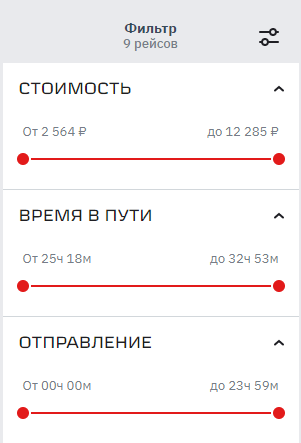 Фильтр
9 рейсов
СТОИМОСТЬ
От 2 564 ₽ до 12 285 ₽
ВРЕМЯ В ПУТИ
От 25ч 18м до 32ч 53м
ОТПРАВЛЕНИЕ
От 00ч 00м до 23ч 59м